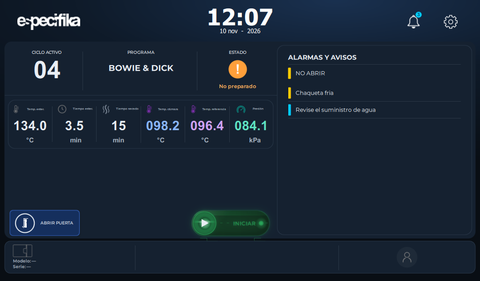 especifika
12:07
10 nov - 2026
CICLO ACTIVO
04
PROGRAMA
BOWIE & DICK
ESTADO
!
No preparado
134.0
°C
3.5
min
15
min
098.2
°C
096.4
°C
084.1
kPa
ABRIR PUERTA
INICIAR
ALARMAS Y AVISOS
NO ABRIR
Chaqueta fria
Revise el suministro de agua
Modelo:—
Serie:—